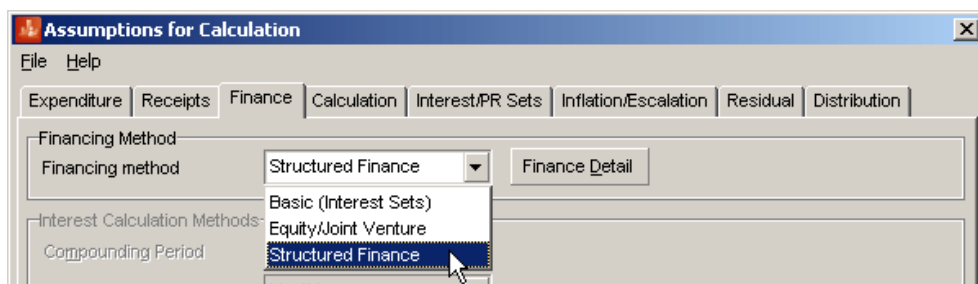 Assumptions for Calculation
File Help
Expenditure Receipts Finance Calculation Interest/PR Sets Inflation/Escalation Residual Distribution
Financing Method
Financing method Structured Finance Finance Detail
Basic (Interest Sets)
Interest Calculation Methods Equity/Joint Venture
Compounding Period Structured Finance